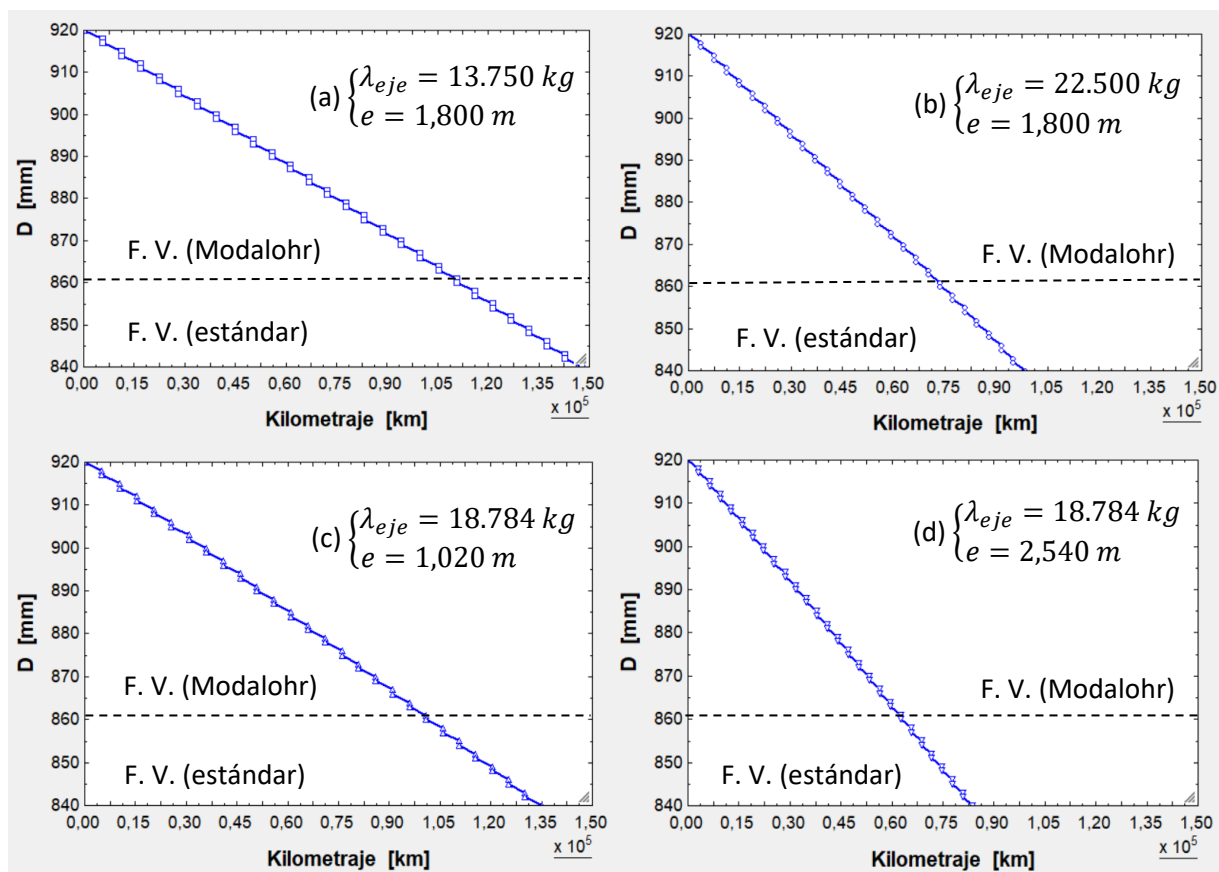 920
910
900
890
880
870
860
850
840
D [mm]
(a) {λeje = 13.750 kg
e = 1,800 m
F. V. (Modalohr)
F. V. (estándar)
0,00 0,15 0,30 0,45 0,60 0,75 0,90 1,05 1,20 1,35 1,50
x 10^5
Kilometraje [km]
920
910
900
890
880
870
860
850
840
D [mm]
(b) {λeje = 22.500 kg
e = 1,800 m
F. V. (Modalohr)
F. V. (estándar)
0,00 0,15 0,30 0,45 0,60 0,75 0,90 1,05 1,20 1,35 1,50
x 10^5
Kilometraje [km]
920
910
900
890
880
870
860
850
840
D [mm]
(c) {λeje = 18.784 kg
e = 1,020 m
F. V. (Modalohr)
F. V. (estándar)
0,00 0,15 0,30 0,45 0,60 0,75 0,90 1,05 1,20 1,35 1,50
x 10^5
Kilometraje [km]
920
910
900
890
880
870
860
850
840
D [mm]
(d) {λeje = 18.784 kg
e = 2,540 m
F. V. (Modalohr)
F. V. (estándar)
0,00 0,15 0,30 0,45 0,60 0,75 0,90 1,05 1,20 1,35 1,50
x 10^5
Kilometraje [km]